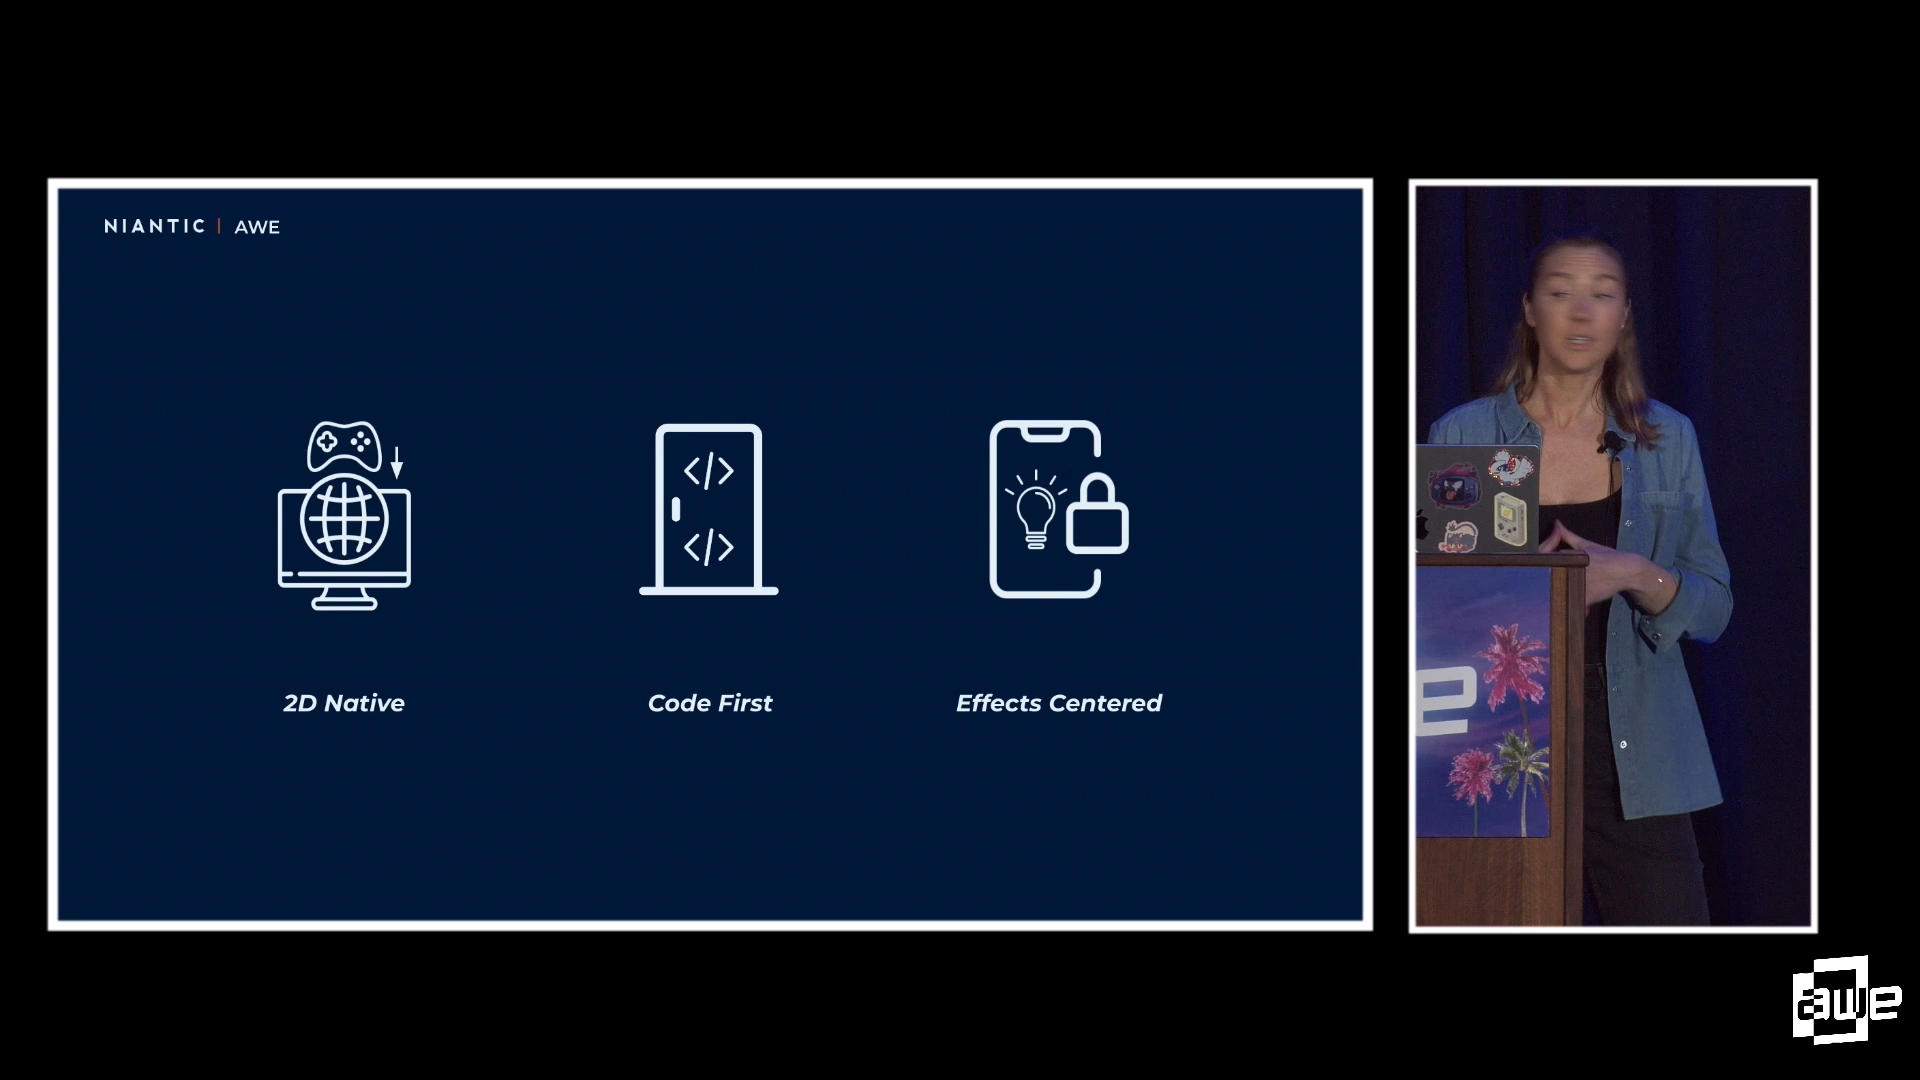 NIANTIC | AWE
</>
</>
2D Native
Code First
Effects Centered
e
awe